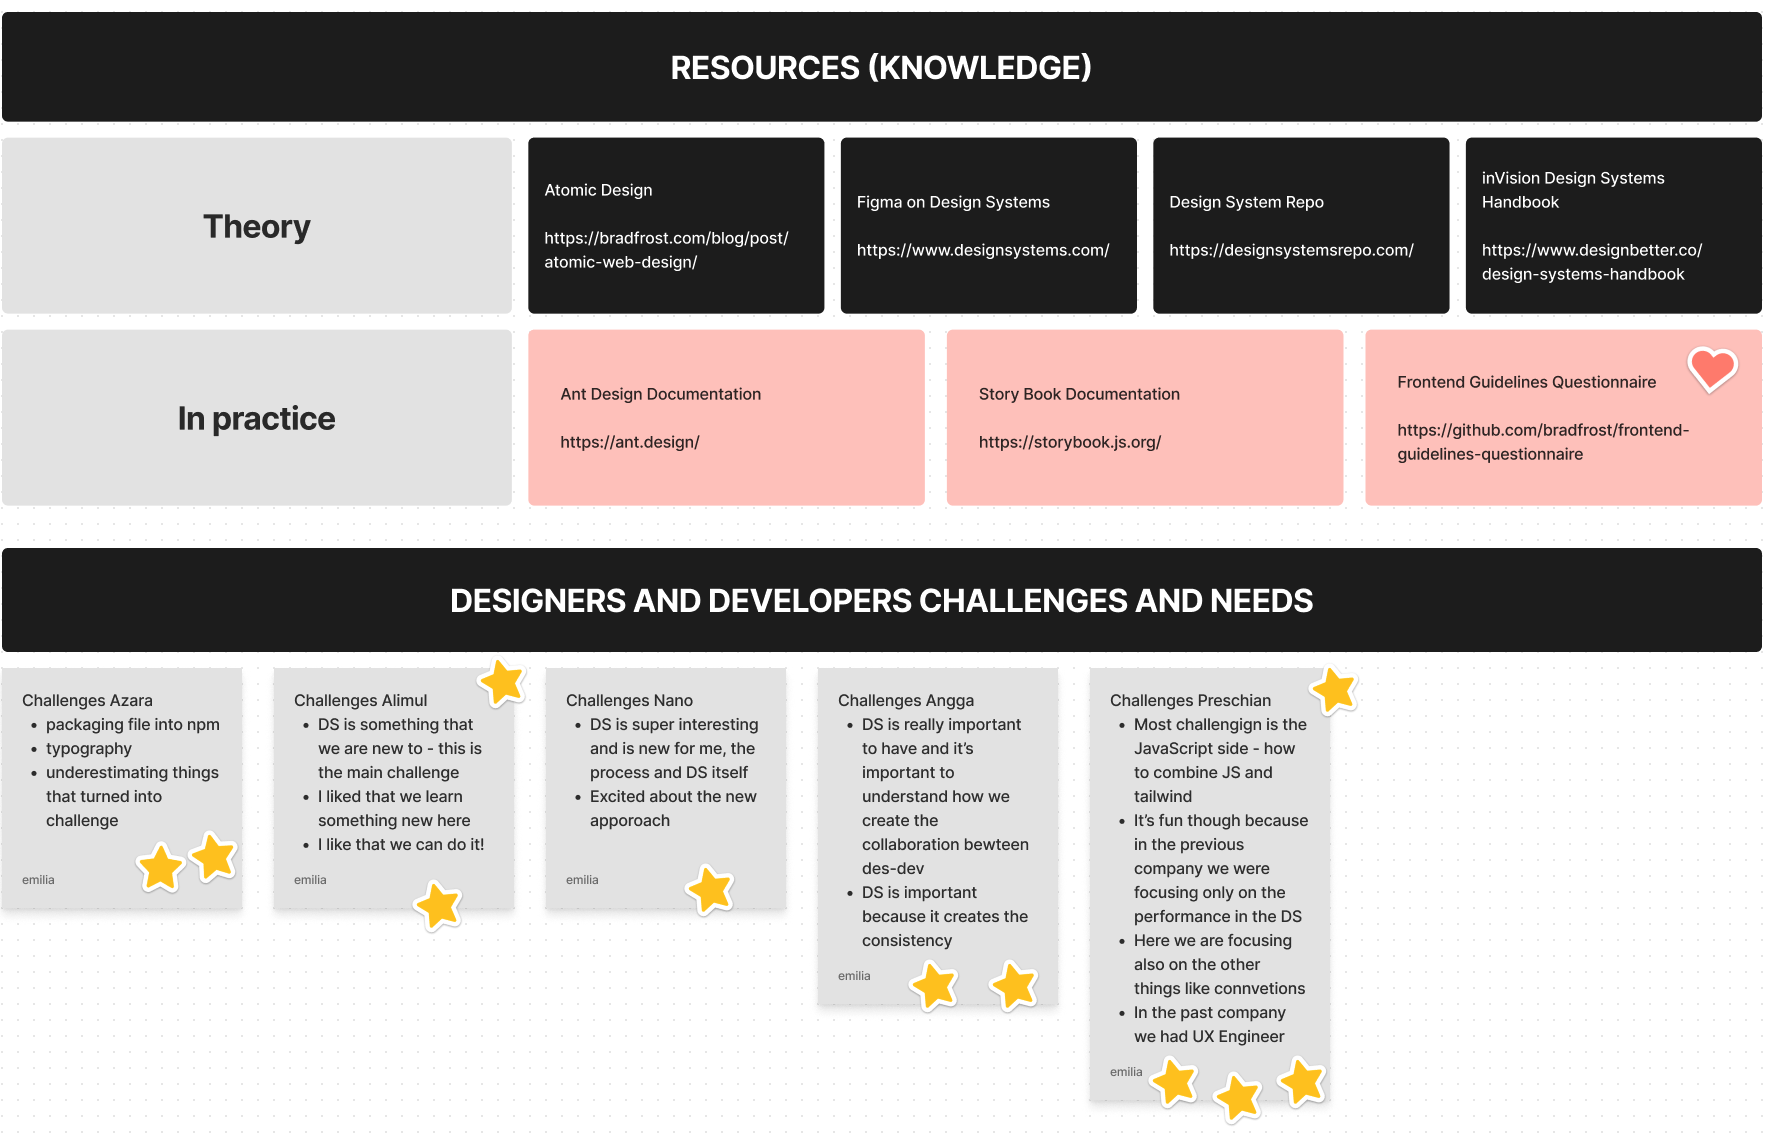 RESOURCES (KNOWLEDGE)
Theory
Atomic Design
https://bradfrost.com/blog/post/
atomic-web-design/
Figma on Design Systems
https://www.designsystems.com/
Design System Repo
https://designsystemsrepo.com/
inVision Design Systems
Handbook
https://www.designbetter.co/
design-systems-handbook
In practice
Ant Design Documentation
https://ant.design/
Story Book Documentation
https://storybook.js.org/
Frontend Guidelines Questionnaire
https://github.com/bradfrost/frontend-
guidelines-questionnaire
DESIGNERS AND DEVELOPERS CHALLENGES AND NEEDS
Challenges Azara
• packaging file into npm
• typography
• underestimating things
that turned into
challenge
emilia
Challenges Alimul
• DS is something that
we are new to - this is
the main challenge
• I liked that we learn
something new here
• I like that we can do it!
emilia
Challenges Nano
• DS is super interesting
and is new for me, the
process and DS itself
• Excited about the new
apporoach
emilia
Challenges Angga
• DS is really important
to have and it’s
important to
understand how we
create the
collaboration bewteen
des-dev
• DS is important
because it creates the
consistency
emilia
Challenges Preschian
• Most challengign is the
JavaScript side - how
to combine JS and
tailwind
• It’s fun though because
in the previous
company we were
focusing only on the
performance in the DS
• Here we are focusing
also on the other
things like connvetions
• In the past company
we had UX Engineer
emilia